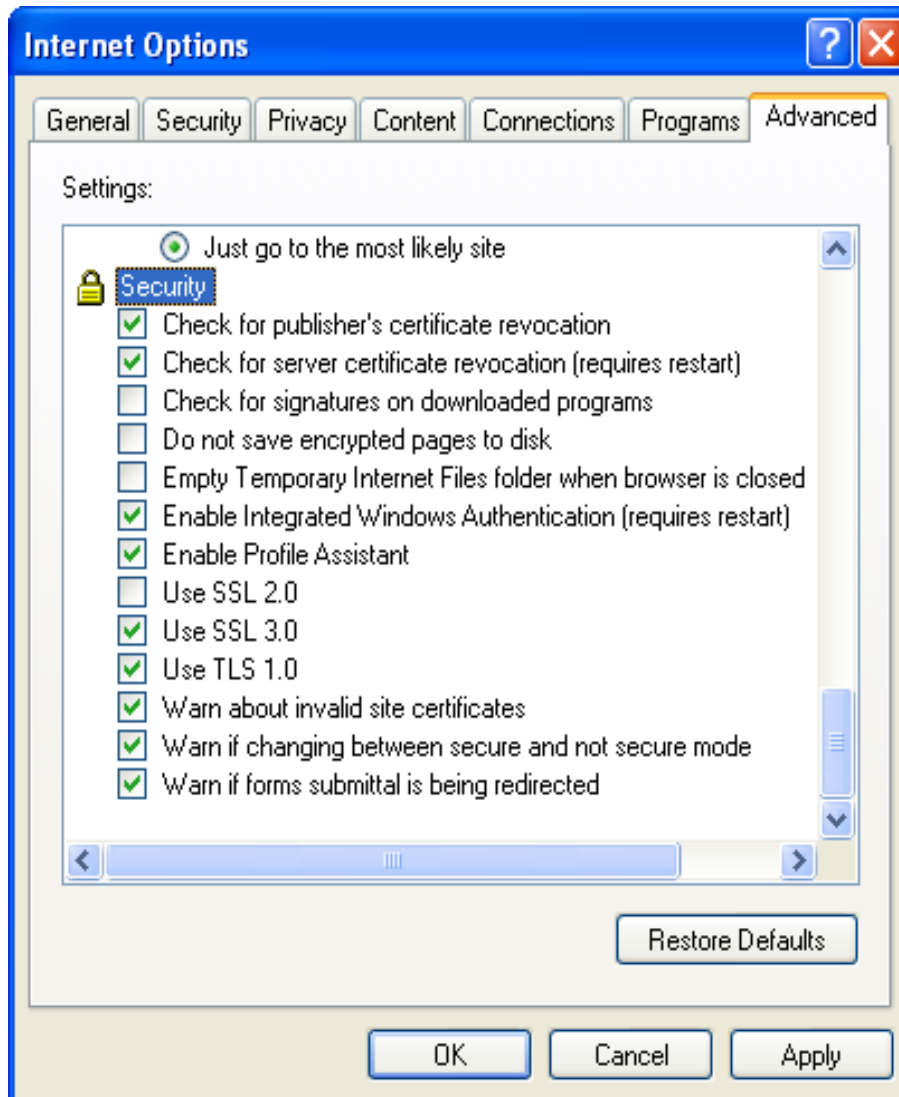 Internet Options
General Security Privacy Content Connections Programs Advanced
Settings:
Just go to the most likely site
Security
Check for publisher's certificate revocation
Check for server certificate revocation (requires restart)
Check for signatures on downloaded programs
Do not save encrypted pages to disk
Empty Temporary Internet Files folder when browser is closed
Enable Integrated Windows Authentication (requires restart)
Enable Profile Assistant
Use SSL 2.0
Use SSL 3.0
Use TLS 1.0
Warn about invalid site certificates
Warn if changing between secure and not secure mode
Warn if forms submittal is being redirected
Restore Defaults
OK Cancel Apply